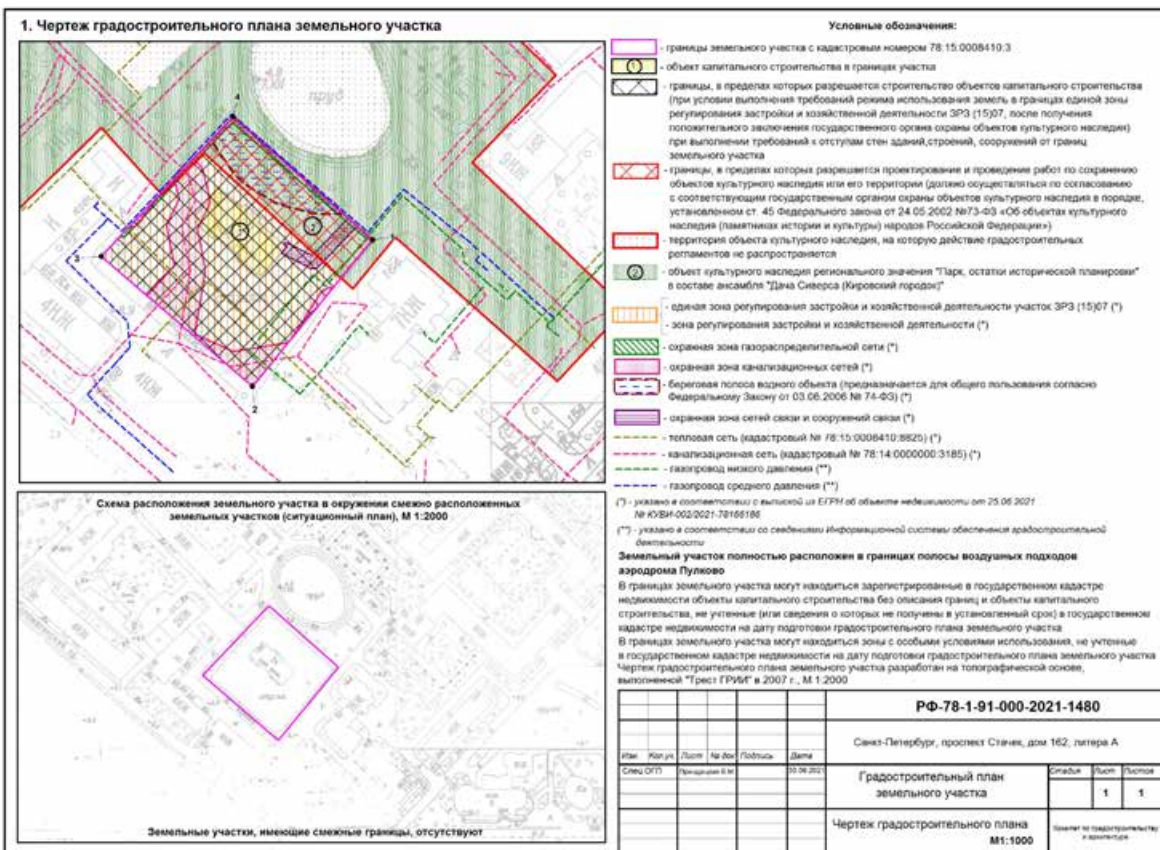 1. Чертеж градостроительного плана земельного участка
пруд
4
3
2
1
1
2
7КЖ
4КЖ
4КЖ
Схема расположения земельного участка в окружении смежно расположенных
земельных участков (ситуационный план), М 1:2000
Земельные участки, имеющие смежные границы, отсутствуют
Условные обозначения:
- границы земельного участка с кадастровым номером 78:15:0008410:3
1
- объект капитального строительства в границах участка
- границы, в пределах которых разрешается строительство объектов капитального строительства
(при условии выполнения требований режима использования земель в границах единой зоны
регулирования застройки и хозяйственной деятельности ЗРЗ (15)07, после получения
положительного заключения государственного органа охраны объектов культурного наследия)
при выполнении требований к отступам стен зданий,строений, сооружений от границ
земельного участка
- границы, в пределах которых разрешается проектирование и проведение работ по сохранению
объектов культурного наследия или его территории (должно осуществляться по согласованию
с соответствующим государственным органом охраны объектов культурного наследия в порядке,
установленном ст. 45 Федерального закона от 24.05.2002 №73-ФЗ «Об объектах культурного
наследия (памятниках истории и культуры) народов Российской Федерации»)
- территория объекта культурного наследия, на которую действие градостроительных
регламентов не распространяется
2
- объект культурного наследия регионального значения "Парк, остатки исторической планировки"
в составе ансамбля "Дача Сиверса (Кировский городок)"
- единая зона регулирования застройки и хозяйственной деятельности участок ЗРЗ (15)07 (*)
- зона регулирования застройки и хозяйственной деятельности (*)
- охранная зона газораспределительной сети (*)
- охранная зона канализационных сетей (*)
- береговая полоса водного объекта (предназначается для общего пользования согласно
Федеральному Закону от 03.06.2006 № 74-ФЗ) (*)
- охранная зона сетей связи и сооружений связи (*)
- тепловая сеть (кадастровый № 78:15:0008410:8825) (*)
- канализационная сеть (кадастровый № 78:14:0000000:3185) (*)
- газопровод низкого давления (**)
- газопровод среднего давления (**)
(*) - указано в соответствии с выпиской из ЕГРН об объекте недвижимости от 25.06.2021
№ КУВИ-002/2021-78166186
(**) - указано в соответствии со сведениями Информационной системы обеспечения градостроительной
деятельности
Земельный участок полностью расположен в границах полосы воздушных подходов
аэродрома Пулково
В границах земельного участка могут находиться зарегистрированные в государственном кадастре
недвижимости объекты капитального строительства без описания границ и объекты капитального
строительства, не учтенные (или сведения о которых не получены в установленный срок) в государственном
кадастре недвижимости на дату подготовки градостроительного плана земельного участка
В границах земельного участка могут находиться зоны с особыми условиями использования, не учтенные
в государственном кадастре недвижимости на дату подготовки градостроительного плана земельного участка
Чертеж градостроительного плана земельного участка разработан на топографической основе,
выполненной "Трест ГРИИ" в 2007 г., М 1:2000
РФ-78-1-91-000-2021-1480
Санкт-Петербург, проспект Стачек, дом 162, литера А
Изм. Кол.уч. Лист № док Подпись Дата
Спец ОГП 30.06.2021
Градостроительный план
земельного участка
Стадия Лист Листов
1 1
Чертеж градостроительного плана
М1:1000
Комитет по градостроительству
и архитектуре